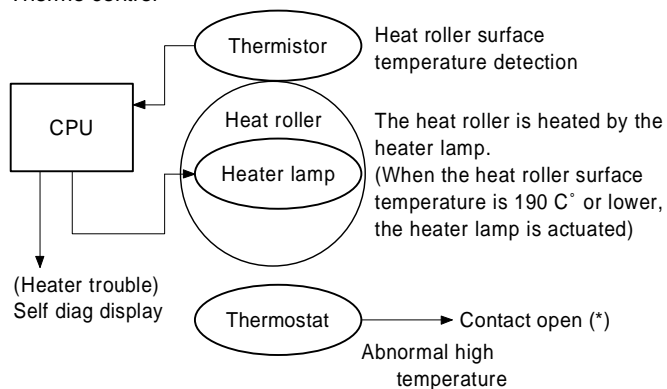 Thermo control
Thermistor
Heat roller surface
temperature detection
CPU
Heat roller
Heater lamp
The heat roller is heated by the
heater lamp.
(When the heat roller surface
temperature is 190 C° or lower,
the heater lamp is actuated)
(Heater trouble)
Self diag display
Thermostat
Contact open (*)
Abnormal high
temperature